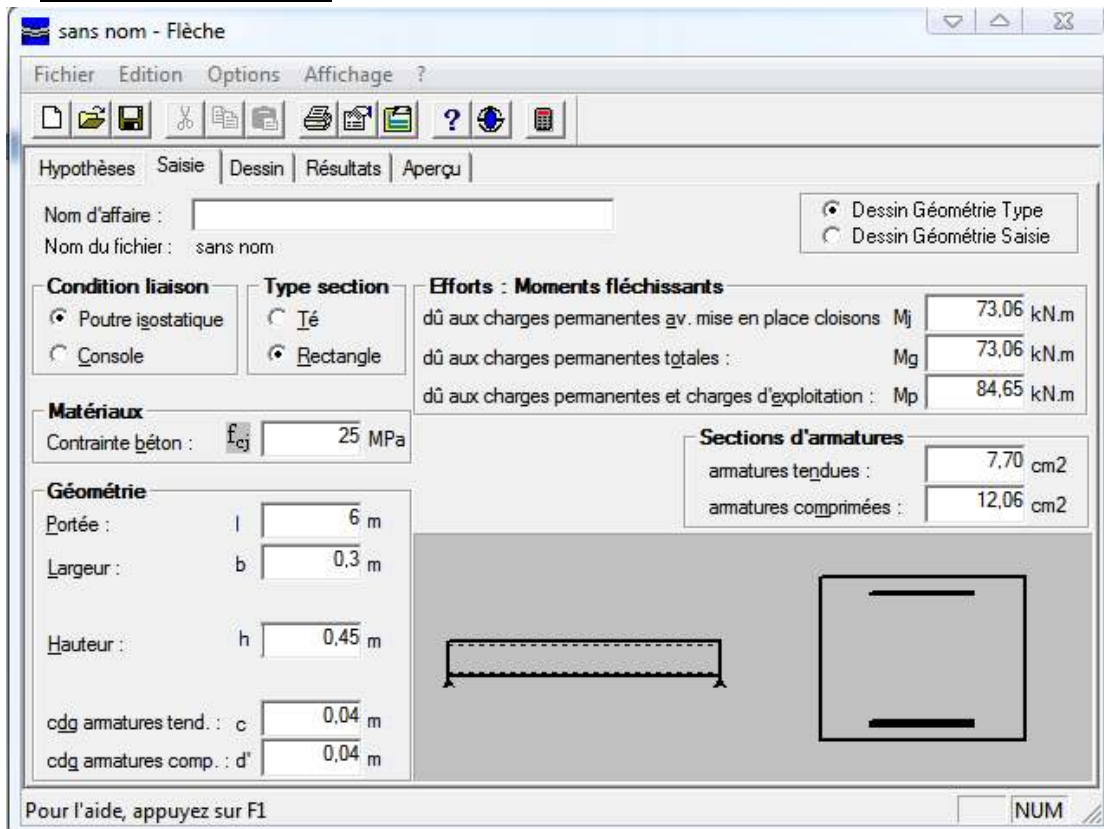 sans nom - Flèche
Fichier Edition Options Affichage ?
Hypothèses Saisie Dessin Résultats Aperçu
Nom d'affaire :
Nom du fichier : sans nom
Dessin Géométrie Type
Dessin Géométrie Saisie
Condition liaison
Poutre isostatique
Console
Type section
Té
Rectangle
Efforts : Moments fléchissants
dû aux charges permanentes av. mise en place cloisons Mj 73,06 kN.m
dû aux charges permanentes totales : Mg 73,06 kN.m
dû aux charges permanentes et charges d'exploitation : Mp 84,65 kN.m
Matériaux
Contrainte béton : fcj 25 MPa
Sections d'armatures
armatures tendues : 7,70 cm2
armatures comprimées : 12,06 cm2
Géométrie
Portée : l 6 m
Largeur : b 0,3 m
Hauteur : h 0,45 m
cdg armatures tend. : c 0,04 m
cdg armatures comp. : d' 0,04 m
Pour l'aide, appuyez sur F1
NUM